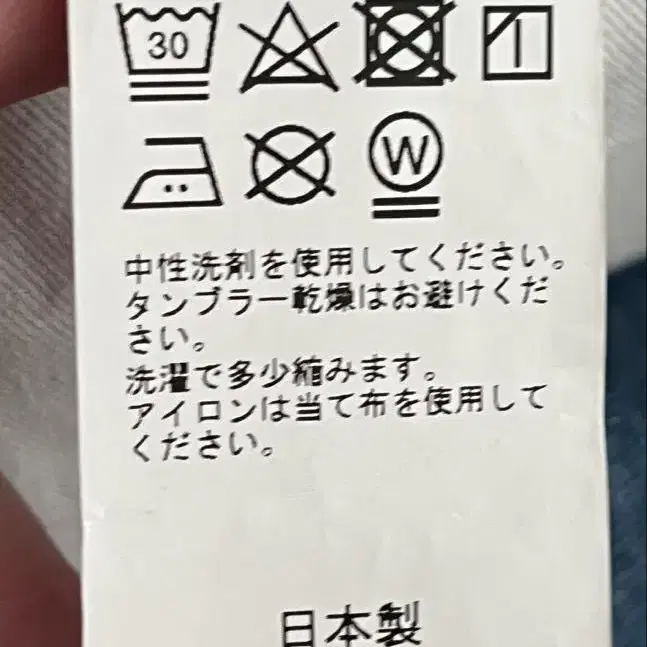 30
W
中性洗剤を使用してください。
タンブラー乾燥はお避けくだ
さい。
洗濯で多少縮みます。
アイロンは当て布を使用して
ください。
日本製